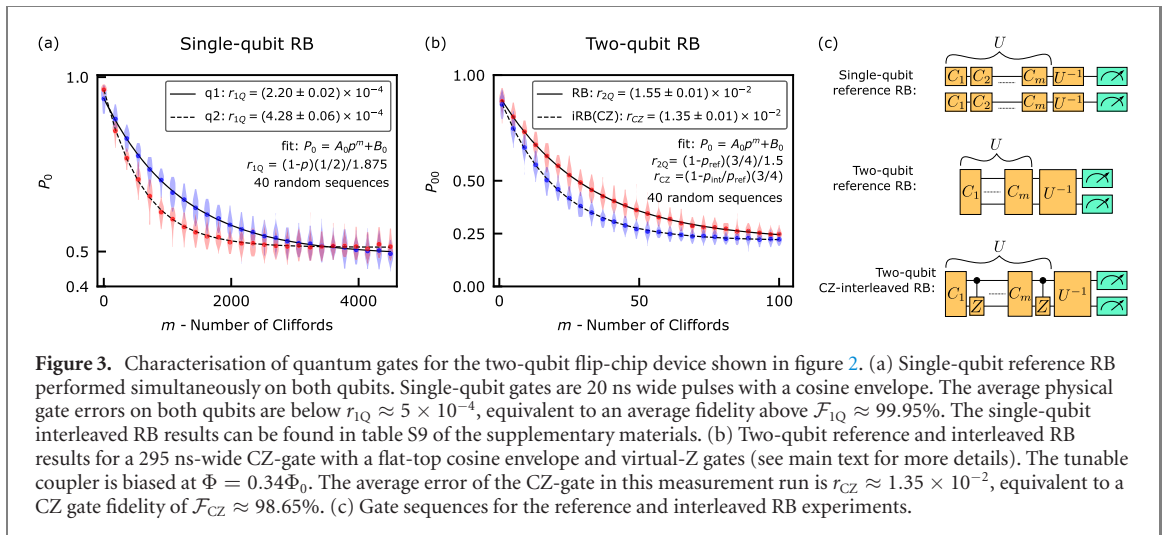 (a)
Single-qubit RB
1.0
0.5
0.4
P₀
q1: r₁Q = (2.20 ± 0.02) × 10⁻⁴
q2: r₁Q = (4.28 ± 0.06) × 10⁻⁴
fit: P₀ = A₀pᵐ+B₀
r₁Q = (1-p)(1/2)/1.875
40 random sequences
0 2000 4000
m - Number of Cliffords
(b)
Two-qubit RB
1.00
0.50
0.25
0.00
P₀₀
RB: r₂Q = (1.55 ± 0.01) × 10⁻²
iRB(CZ): rCZ = (1.35 ± 0.01) × 10⁻²
fit: P₀ = A₀pᵐ+B₀
r₂Q = (1-p_ref)(3/4)/1.5
rCZ = (1-p_int/p_ref)(3/4)
40 random sequences
0 50 100
m - Number of Cliffords
(c)
U
Single-qubit
reference RB:
C₁ C₂ ...... Cₘ U⁻¹
C₁ C₂ ...... Cₘ U⁻¹
U
Two-qubit
reference RB:
C₁ ...... Cₘ U⁻¹
U
Two-qubit
CZ-interleaved RB:
C₁ Z ...... Cₘ Z U⁻¹
Figure 3. Characterisation of quantum gates for the two-qubit flip-chip device shown in figure 2. (a) Single-qubit reference RB
performed simultaneously on both qubits. Single-qubit gates are 20 ns wide pulses with a cosine envelope. The average physical
gate errors on both qubits are below r₁Q ≈ 5 × 10⁻⁴, equivalent to an average fidelity above ℱ₁Q ≈ 99.95%. The single-qubit
interleaved RB results can be found in table S9 of the supplementary materials. (b) Two-qubit reference and interleaved RB
results for a 295 ns-wide CZ-gate with a flat-top cosine envelope and virtual-Z gates (see main text for more details). The tunable
coupler is biased at Φ = 0.34Φ₀. The average error of the CZ-gate in this measurement run is rCZ ≈ 1.35 × 10⁻², equivalent to a
CZ gate fidelity of ℱCZ ≈ 98.65%. (c) Gate sequences for the reference and interleaved RB experiments.